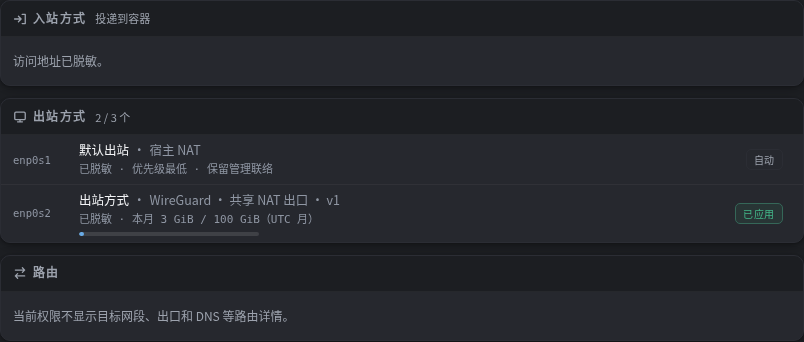 入站方式 投递到容器
访问地址已脱敏。
出站方式 2 / 3 个
enp0s1
默认出站 · 宿主 NAT
已脱敏 · 优先级最低 · 保留管理联络
自动
enp0s2
出站方式 · WireGuard · 共享 NAT 出口 · v1
已脱敏 · 本月 3 GiB / 100 GiB（UTC 月）
已应用
路由
当前权限不显示目标网段、出口和 DNS 等路由详情。